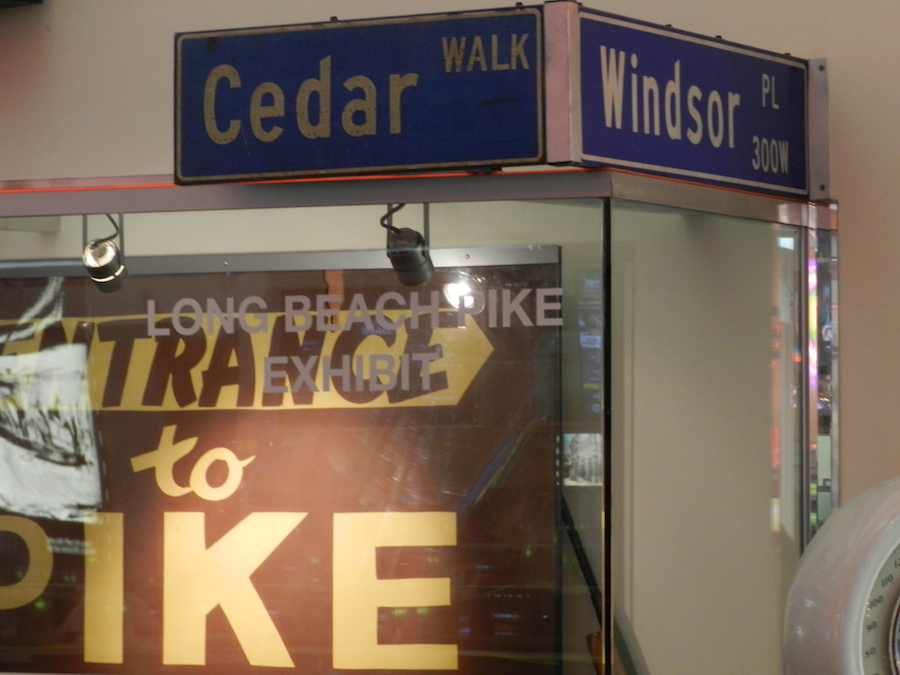 Cedar WALK
Windsor PL
300W
LONG BEACH PIKE
EXHIBIT
ENTRANCE
to
PIKE